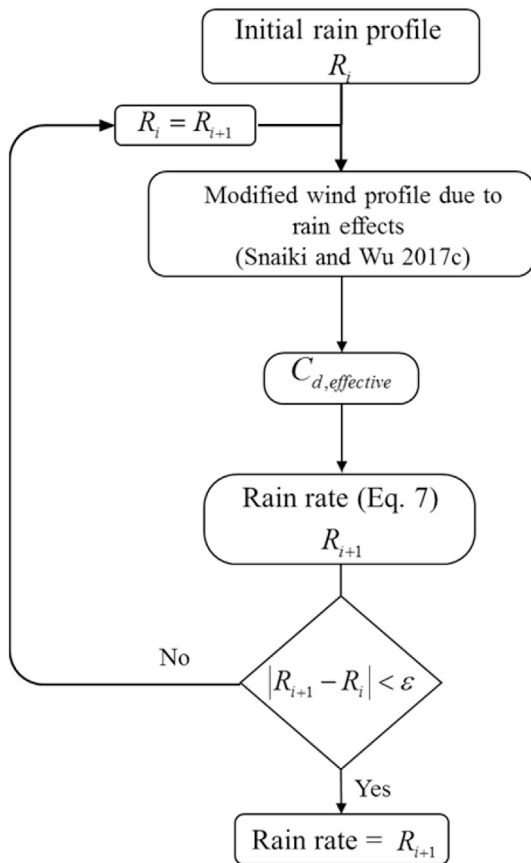 Initial rain profile
R_i
R_i = R_{i+1}
Modified wind profile due to
rain effects
(Snaiki and Wu 2017c)
C_{d,effective}
Rain rate (Eq. 7)
R_{i+1}
No
|R_{i+1} − R_i| < ε
Yes
Rain rate = R_{i+1}